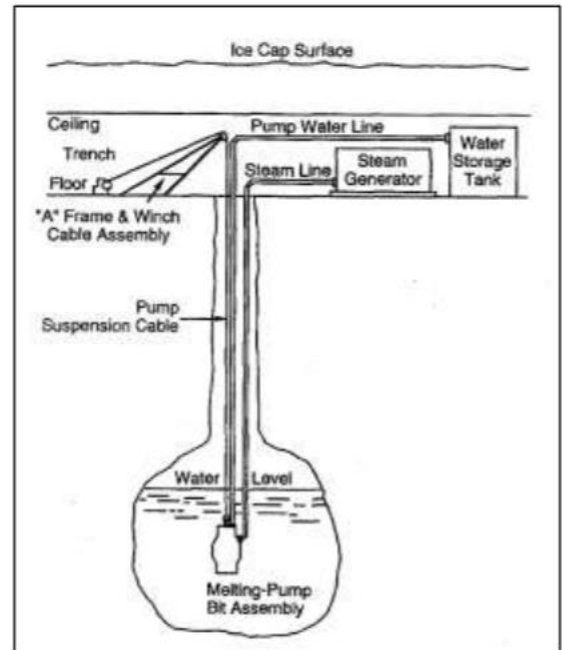 Ice Cap Surface
Ceiling
Pump Water Line
Trench
Water
Storage
Tank
Steam
Generator
Steam Line
Floor
"A" Frame & Winch
Cable Assembly
Pump
Suspension Cable
Water Level
Melting-Pump
Bit Assembly